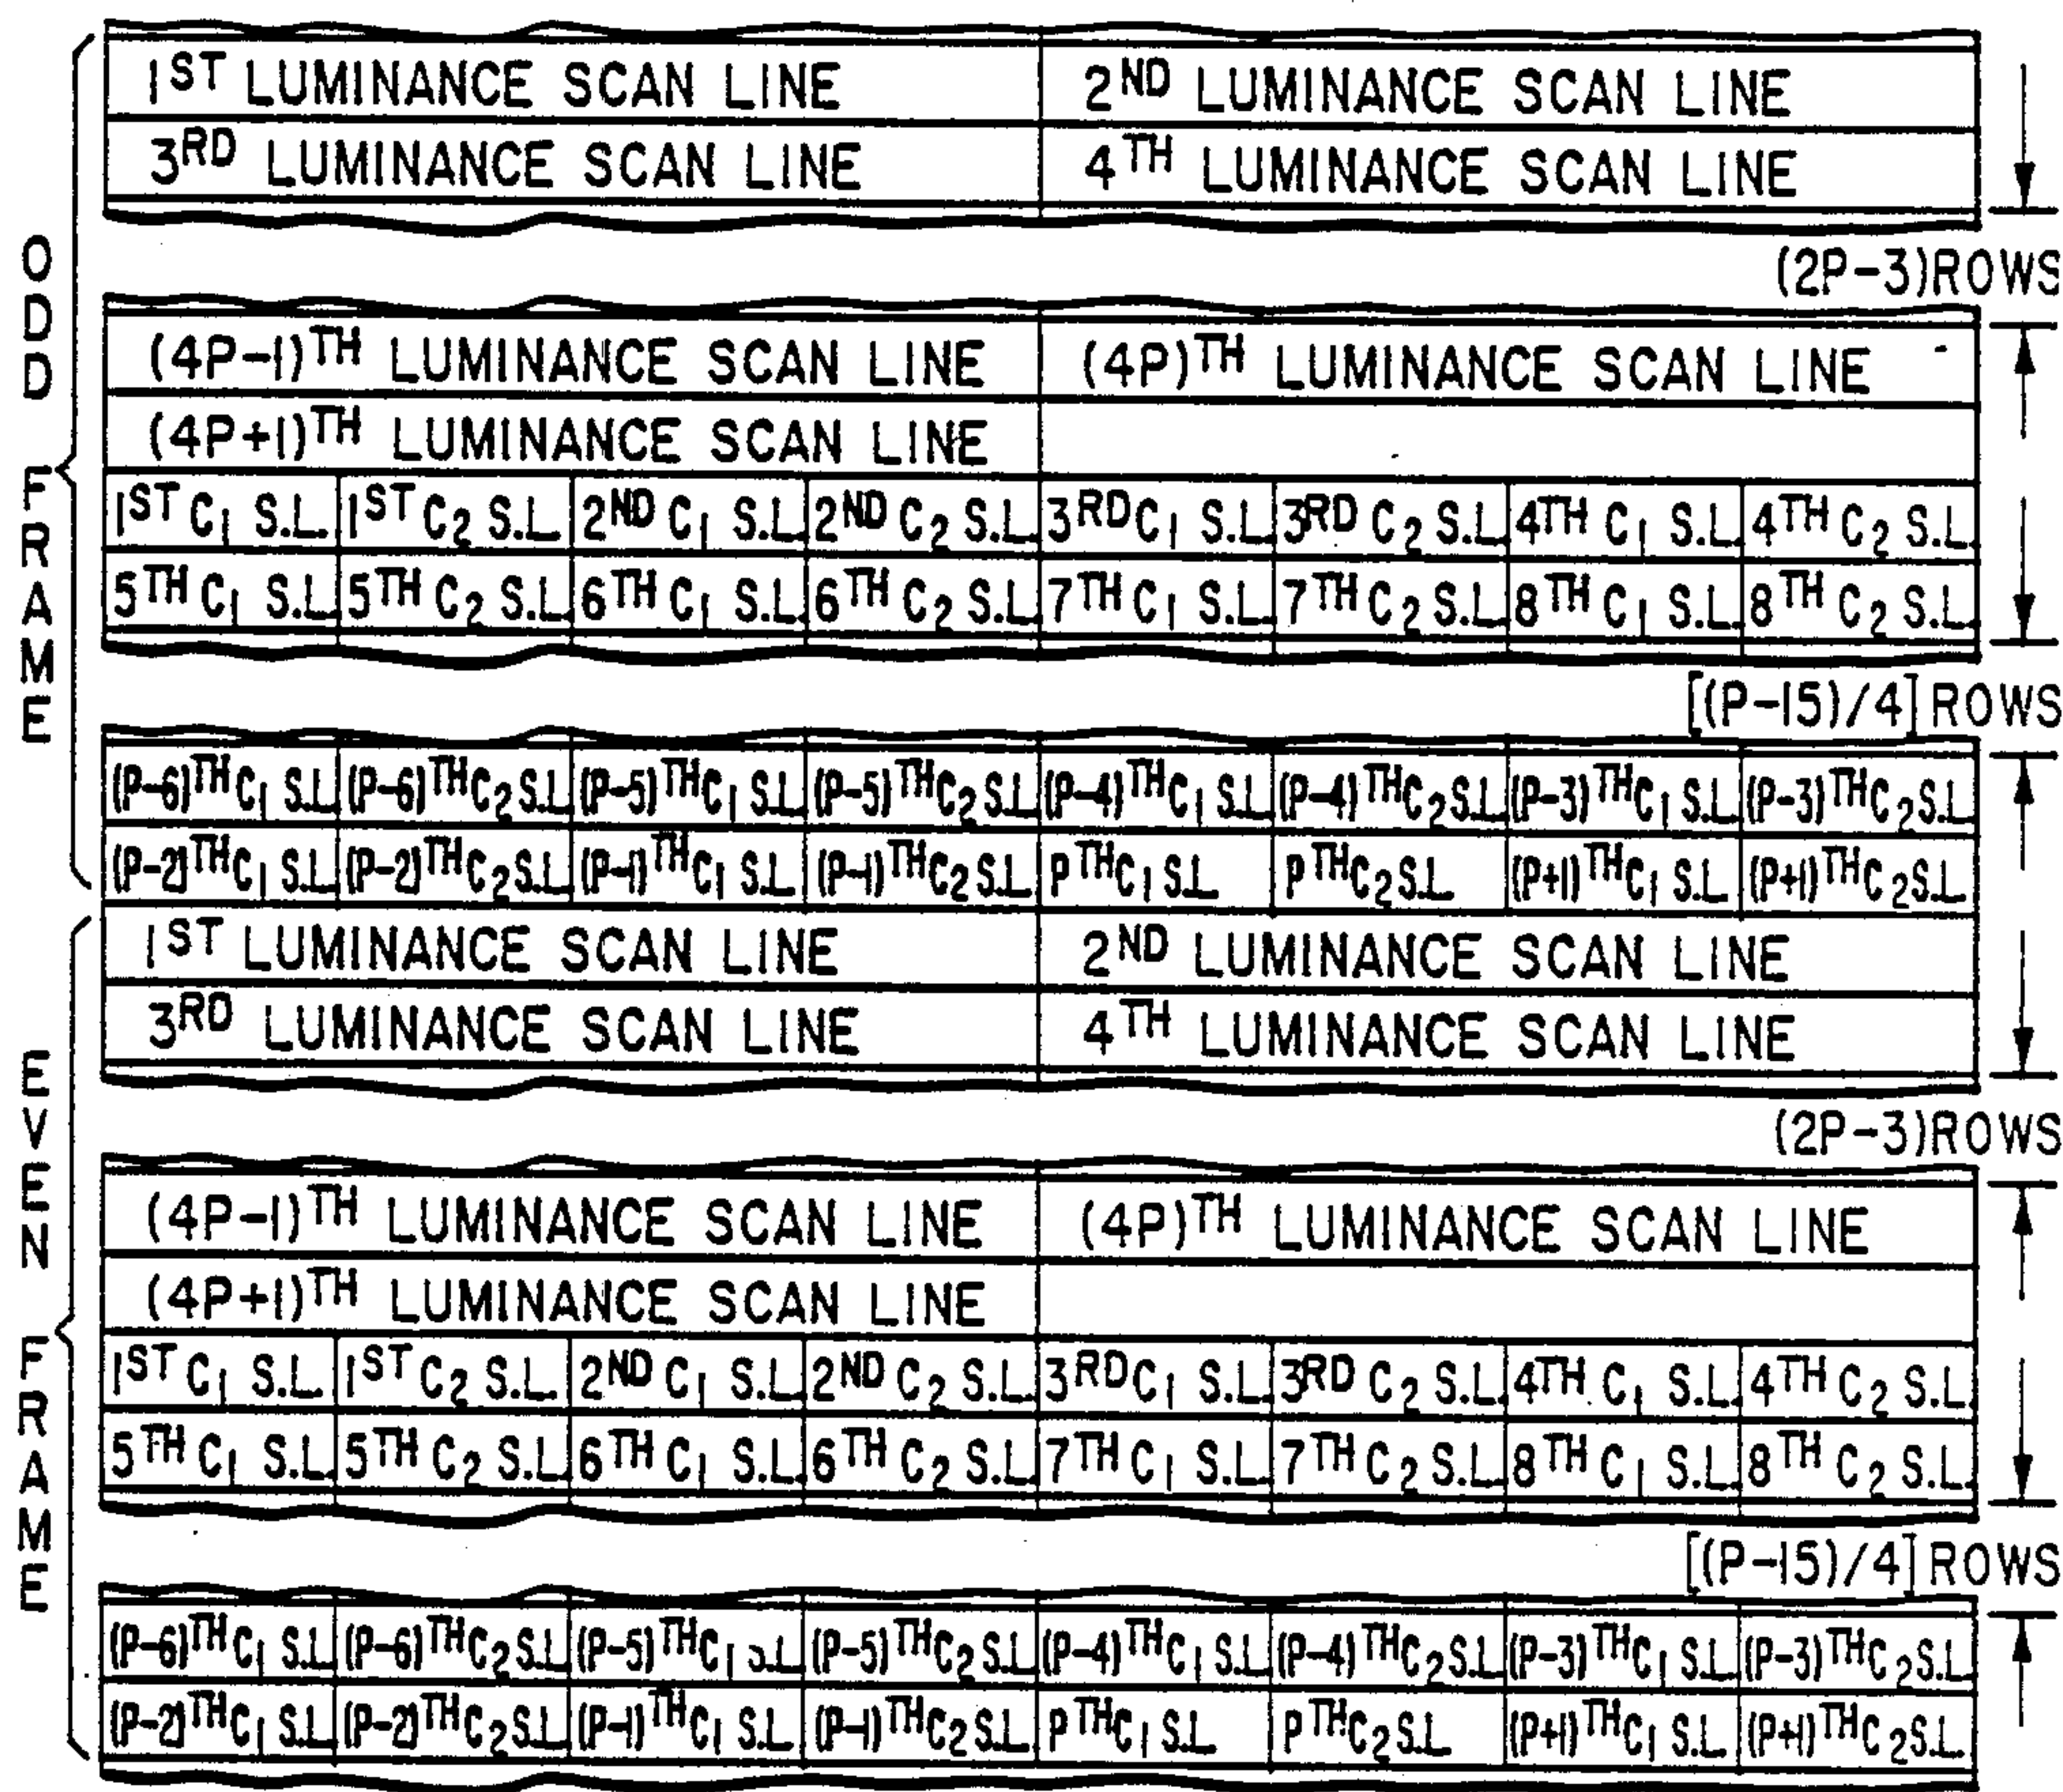 1ST LUMINANCE SCAN LINE 2ND LUMINANCE SCAN LINE
3RD LUMINANCE SCAN LINE 4TH LUMINANCE SCAN LINE
(2P-3)ROWS
ODD FRAME
(4P-1)TH LUMINANCE SCAN LINE (4P)TH LUMINANCE SCAN LINE
(4P+1)TH LUMINANCE SCAN LINE
1ST C1 S.L. 1ST C2 S.L. 2ND C1 S.L. 2ND C2 S.L. 3RD C1 S.L. 3RD C2 S.L. 4TH C1 S.L. 4TH C2 S.L.
5TH C1 S.L. 5TH C2 S.L. 6TH C1 S.L. 6TH C2 S.L. 7TH C1 S.L. 7TH C2 S.L. 8TH C1 S.L. 8TH C2 S.L.
[(P-15)/4] ROWS
(P-6)TH C1 S.L. (P-6)TH C2 S.L. (P-5)TH C1 S.L. (P-5)TH C2 S.L. (P-4)TH C1 S.L. (P-4)TH C2 S.L. (P-3)TH C1 S.L. (P-3)TH C2 S.L.
(P-2)TH C1 S.L. (P-2)TH C2 S.L. (P-1)TH C1 S.L. (P-1)TH C2 S.L. PTH C1 S.L. PTH C2 S.L. (P+1)TH C1 S.L. (P+1)TH C2 S.L.
1ST LUMINANCE SCAN LINE 2ND LUMINANCE SCAN LINE
3RD LUMINANCE SCAN LINE 4TH LUMINANCE SCAN LINE
(2P-3)ROWS
EVEN FRAME
(4P-1)TH LUMINANCE SCAN LINE (4P)TH LUMINANCE SCAN LINE
(4P+1)TH LUMINANCE SCAN LINE
1ST C1 S.L. 1ST C2 S.L. 2ND C1 S.L. 2ND C2 S.L. 3RD C1 S.L. 3RD C2 S.L. 4TH C1 S.L. 4TH C2 S.L.
5TH C1 S.L. 5TH C2 S.L. 6TH C1 S.L. 6TH C2 S.L. 7TH C1 S.L. 7TH C2 S.L. 8TH C1 S.L. 8TH C2 S.L.
[(P-15)/4] ROWS
(P-6)TH C1 S.L. (P-6)TH C2 S.L. (P-5)TH C1 S.L. (P-5)TH C2 S.L. (P-4)TH C1 S.L. (P-4)TH C2 S.L. (P-3)TH C1 S.L. (P-3)TH C2 S.L.
(P-2)TH C1 S.L. (P-2)TH C2 S.L. (P-1)TH C1 S.L. (P-1)TH C2 S.L. PTH C1 S.L. PTH C2 S.L. (P+1)TH C1 S.L. (P+1)TH C2 S.L.